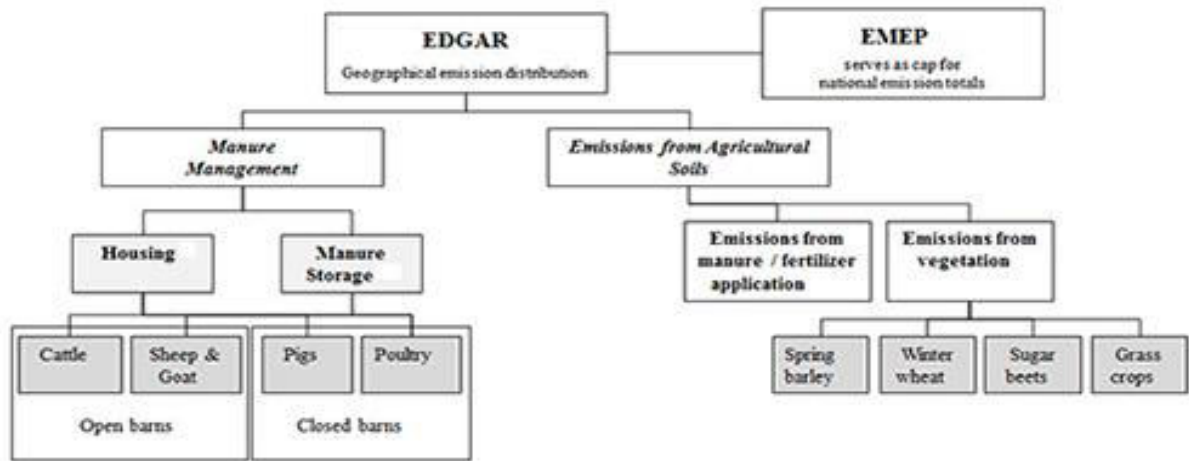 EDGAR
Geographical emission distribution
EMEP
serves as cap for
national emission totals
Manure
Management
Emissions from Agricultural
Soils
Housing
Manure
Storage
Emissions from
manure / fertilizer
application
Emissions from
vegetation
Cattle
Sheep &
Goat
Pigs
Poultry
Spring
barley
Winter
wheat
Sugar
beets
Grass
crops
Open barns
Closed barns